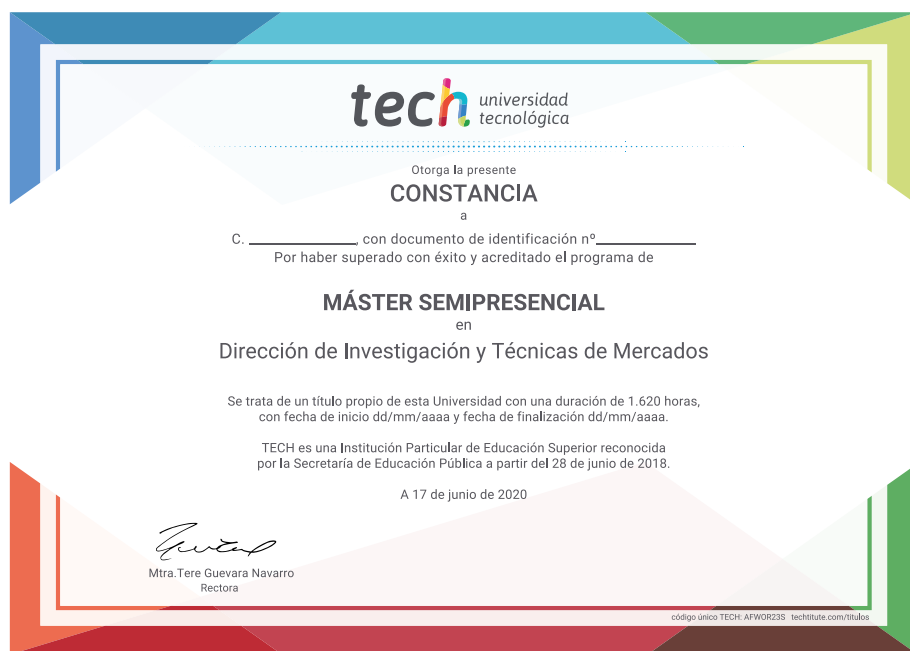 tech universidad
tecnológica
Otorga la presente
CONSTANCIA
a
C. ____________, con documento de identificación nº____________
Por haber superado con éxito y acreditado el programa de
MÁSTER SEMIPRESENCIAL
en
Dirección de Investigación y Técnicas de Mercados
Se trata de un título propio de esta Universidad con una duración de 1.620 horas,
con fecha de inicio dd/mm/aaaa y fecha de finalización dd/mm/aaaa.
TECH es una Institución Particular de Educación Superior reconocida
por la Secretaría de Educación Pública a partir del 28 de junio de 2018.
A 17 de junio de 2020
Mtra.Tere Guevara Navarro
Rectora
código único TECH: AFWOR23S techtitute.com/titulos